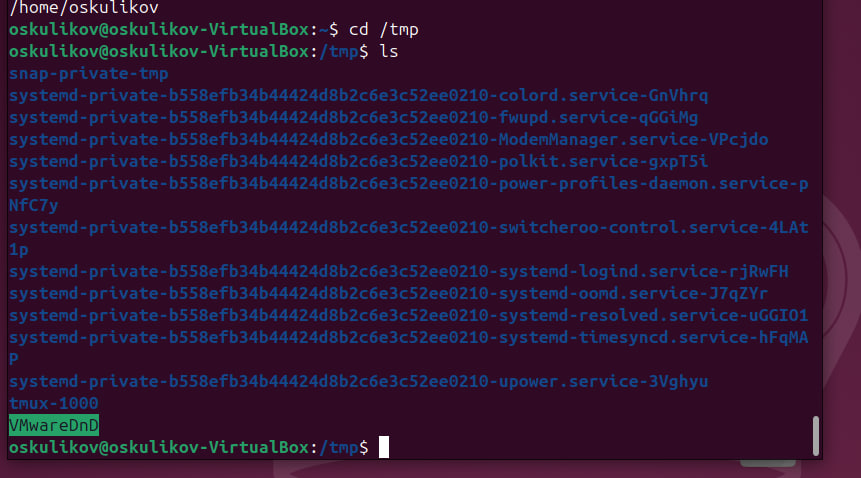 /home/oskulikov
oskulikov@oskulikov-VirtualBox:~$ cd /tmp
oskulikov@oskulikov-VirtualBox:/tmp$ ls
snap-private-tmp
systemd-private-b558efb34b44424d8b2c6e3c52ee0210-colord.service-GnVhrq
systemd-private-b558efb34b44424d8b2c6e3c52ee0210-fwupd.service-qGGiMg
systemd-private-b558efb34b44424d8b2c6e3c52ee0210-ModemManager.service-VPcjdo
systemd-private-b558efb34b44424d8b2c6e3c52ee0210-polkit.service-gxpT5i
systemd-private-b558efb34b44424d8b2c6e3c52ee0210-power-profiles-daemon.service-p
NfC7y
systemd-private-b558efb34b44424d8b2c6e3c52ee0210-switcheroo-control.service-4LAt
1p
systemd-private-b558efb34b44424d8b2c6e3c52ee0210-systemd-logind.service-rjRwFH
systemd-private-b558efb34b44424d8b2c6e3c52ee0210-systemd-oomd.service-J7qZYr
systemd-private-b558efb34b44424d8b2c6e3c52ee0210-systemd-resolved.service-uGGIO1
systemd-private-b558efb34b44424d8b2c6e3c52ee0210-systemd-timesyncd.service-hFqMA
P
systemd-private-b558efb34b44424d8b2c6e3c52ee0210-upower.service-3Vghyu
tmux-1000
VMwareDnD
oskulikov@oskulikov-VirtualBox:/tmp$